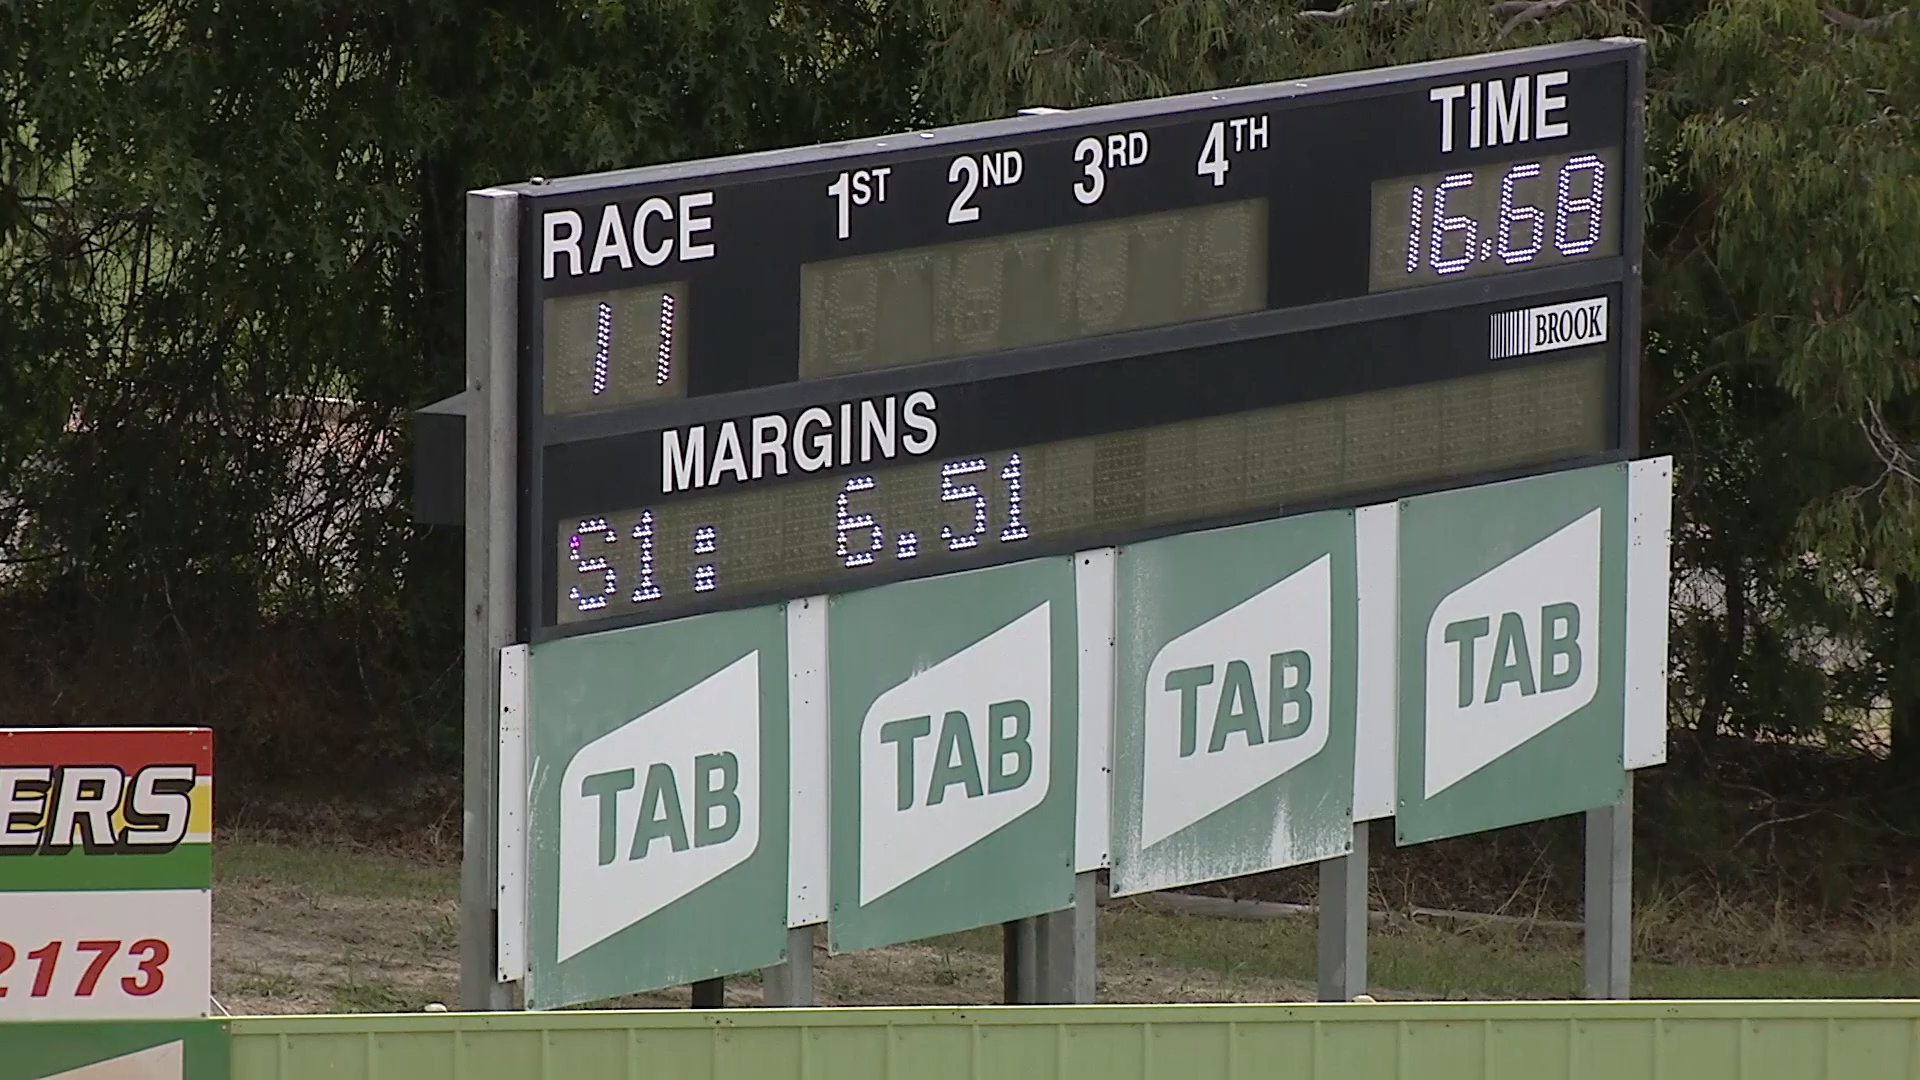 RACE 1ST 2ND 3RD 4TH TIME
11 16.68
BROOK
MARGINS
S1: 6.51
TAB TAB TAB TAB
ERS
2173